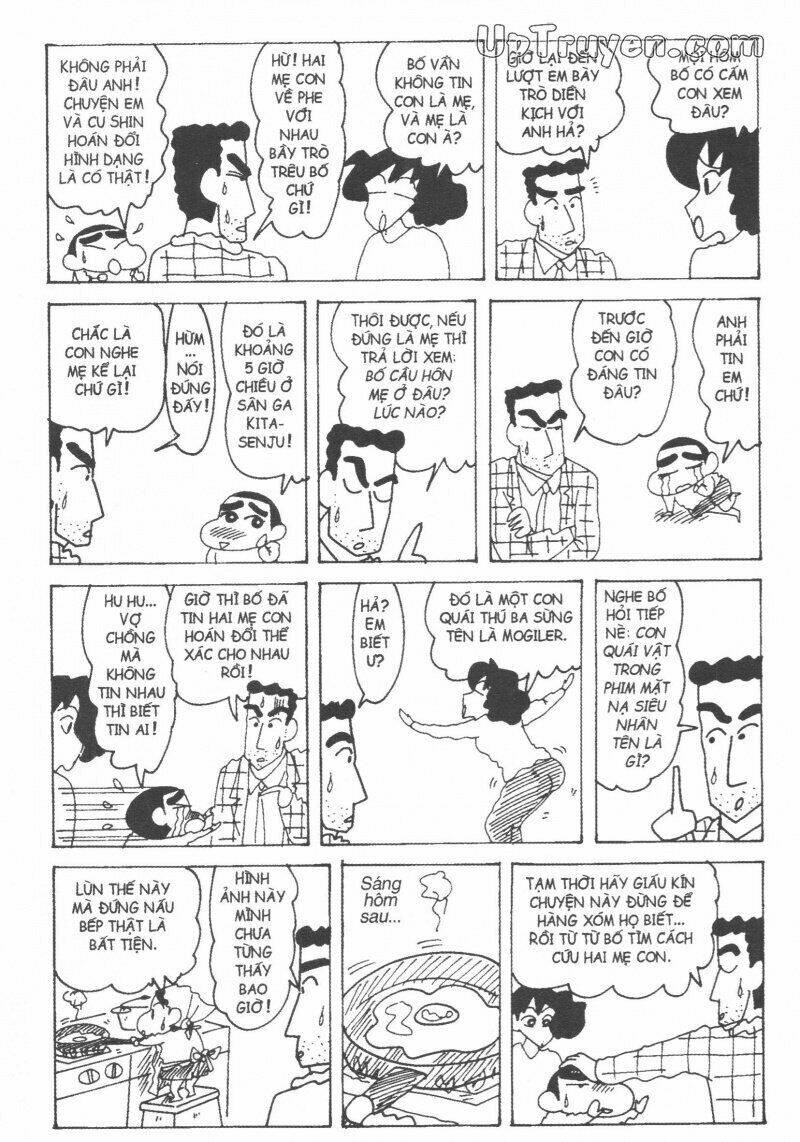 UpTruyen.com
MỌI HÔM
BỐ CÓ CẤM
CON XEM
ĐÂU?
GIỜ LẠI ĐẾN
LƯỢT EM BÀY
TRÒ DIỄN
KỊCH VỚI
ANH HẢ?
BỐ VẪN
KHÔNG TIN
CON LÀ MẸ,
VÀ MẸ LÀ
CON À?
HỪ! HAI
MẸ CON
VỀ PHE
VỚI
NHAU
BÂY TRÒ
TRÊU BỐ
CHỨ
GÌ!
KHÔNG PHẢI
ĐÂU ANH!
CHUYỆN EM
VÀ CU SHIN
HOÁN ĐỔI
HÌNH DẠNG
LÀ CÓ THẬT!
ANH
PHẢI
TIN
EM
CHỨ!
TRƯỚC
ĐẾN GIỜ
CON CÓ
ĐÁNG TIN
ĐÂU?
THÔI ĐƯỢC, NẾU
ĐÚNG LÀ MẸ THÌ
TRẢ LỜI XEM:
BỐ CẦU HÔN
MẸ Ở ĐÂU?
LÚC NÀO?
ĐÓ LÀ
KHOẢNG
5 GIỜ
CHIỀU Ở
SÂN GA
KITA-
SENJU!
HỪM
...
NÓI
ĐÚNG
ĐẤY!
CHẮC LÀ
CON NGHE
MẸ KỂ LẠI
CHỨ GÌ!
NGHE BỐ
HỎI TIẾP
NÈ: CON
QUÁI VẬT
TRONG
PHIM MẶT
NẠ SIÊU
NHÂN
TÊN LÀ
GÌ?
ĐÓ LÀ MỘT CON
QUÁI THÚ BA SỪNG
TÊN LÀ MOGILER.
HẢ?
EM
BIẾT
Ư?
GIỜ THÌ BỐ ĐÃ
TIN HAI MẸ CON
HOÁN ĐỔI THỂ
XÁC CHO NHAU
RỒI!
HU HU...
VỢ
CHỒNG
MÀ
KHÔNG
TIN NHAU
THÌ BIẾT
TIN AI!
TẠM THỜI HÃY GIẤU KÍN
CHUYỆN NÀY ĐỪNG ĐỂ
HÀNG XÓM HỌ BIẾT...
RỒI TỪ TỪ BỐ TÌM CÁCH
CỨU HAI MẸ CON.
Sáng
hôm
sau...
HÌNH
ẢNH NÀY
MÌNH
CHƯA
TỪNG
THẤY
BAO
GIỜ!
LÙN THẾ NÀY
MÀ ĐỨNG NẤU
BẾP THẬT LÀ
BẤT TIỆN.